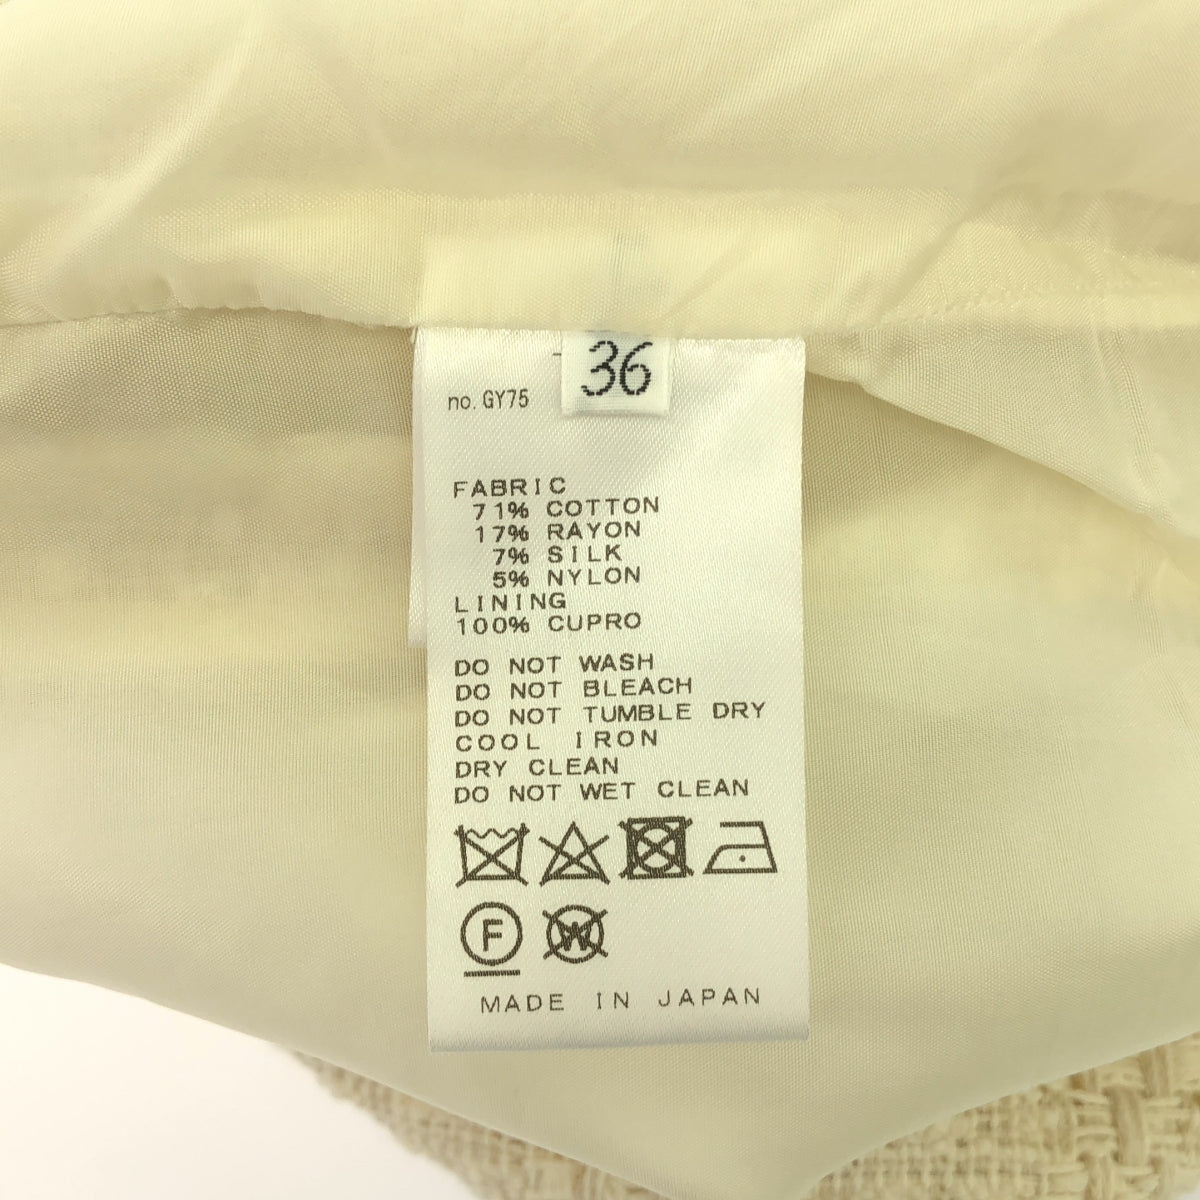 36
no. GY75
FABRIC
71% COTTON
17% RAYON
7% SILK
5% NYLON
LINING
100% CUPRO
DO NOT WASH
DO NOT BLEACH
DO NOT TUMBLE DRY
COOL IRON
DRY CLEAN
DO NOT WET CLEAN
F W
MADE IN JAPAN